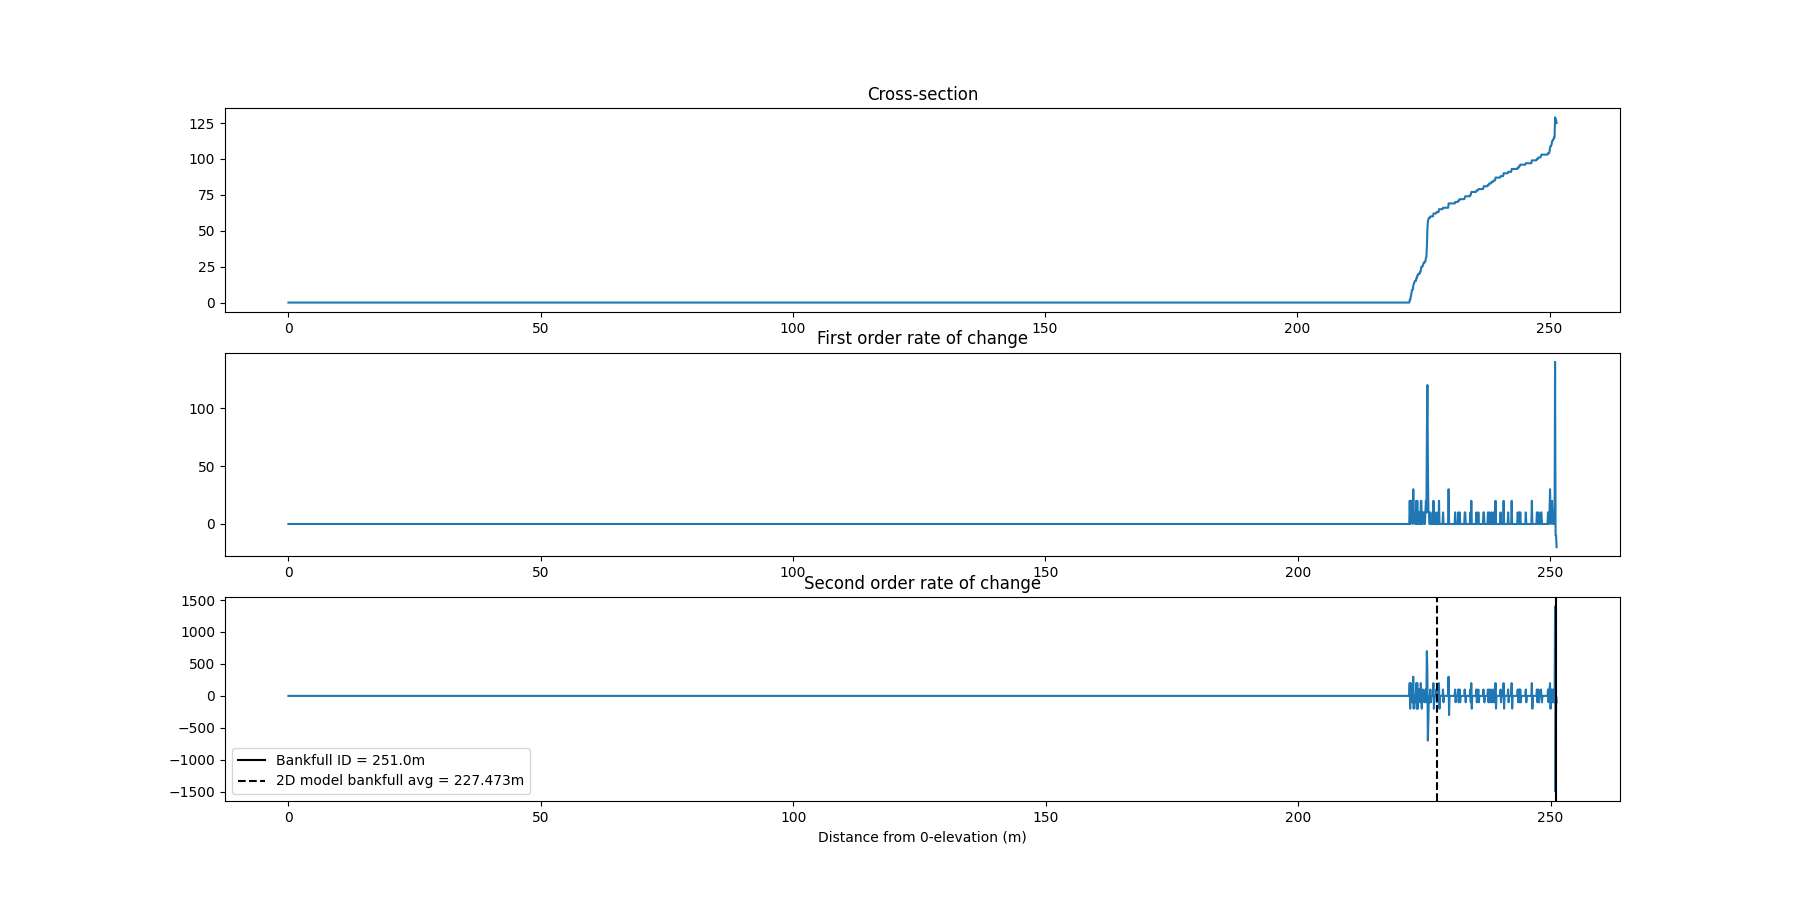 Cross-section
125
100
75
50
25
0
0 50 100 150 200 250
First order rate of change
100
50
0
0 50 100 150 200 250
Second order rate of change
1500
1000
500
0
−500
−1000
−1500
Bankfull ID = 251.0m
2D model bankfull avg = 227.473m
0 50 100 150 200 250
Distance from 0-elevation (m)